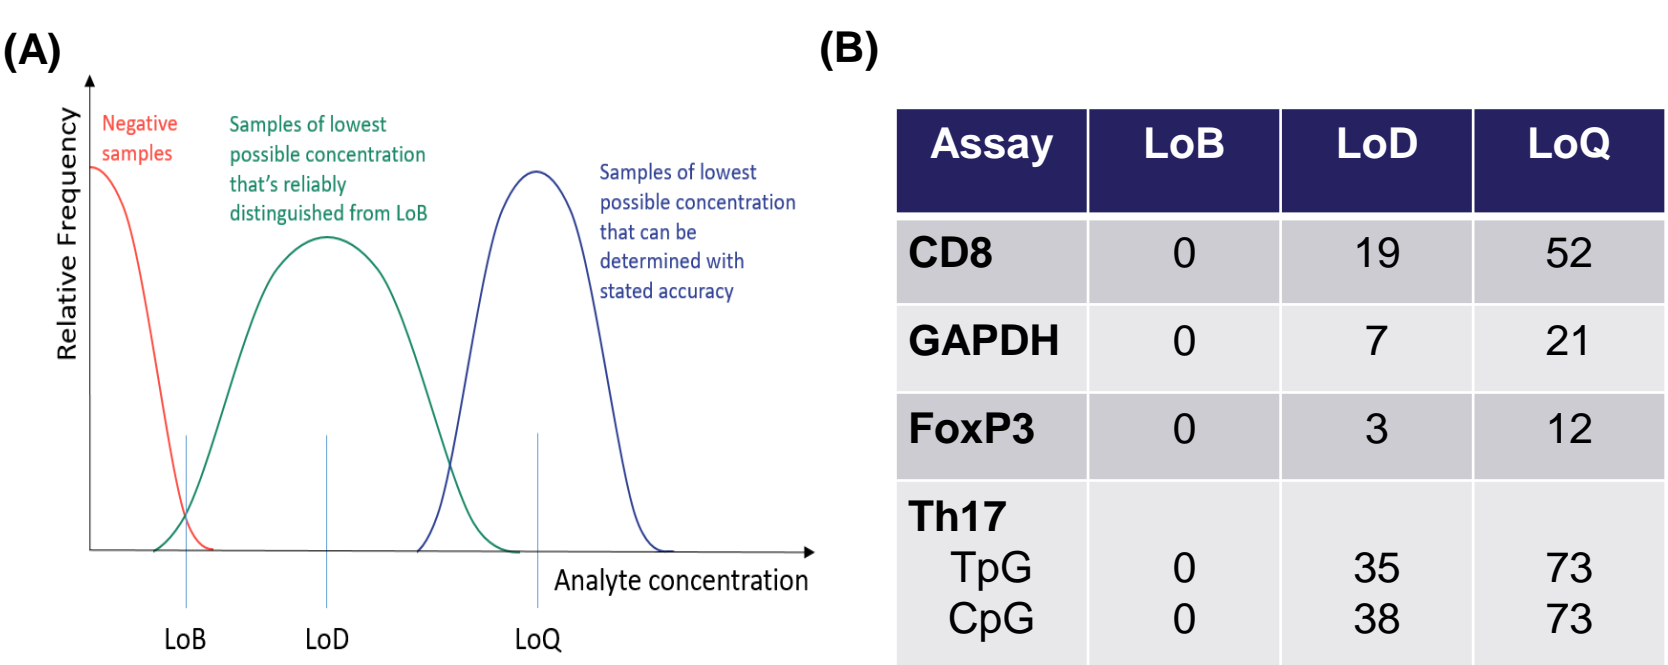 (A)
Relative Frequency
Negative
samples
Samples of lowest
possible concentration
that's reliably
distinguished from LoB
Samples of lowest
possible concentration
that can be
determined with
stated accuracy
Analyte concentration
LoB LoD LoQ
(B)
Assay LoB LoD LoQ
CD8 0 19 52
GAPDH 0 7 21
FoxP3 0 3 12
Th17
TpG 0 35 73
CpG 0 38 73